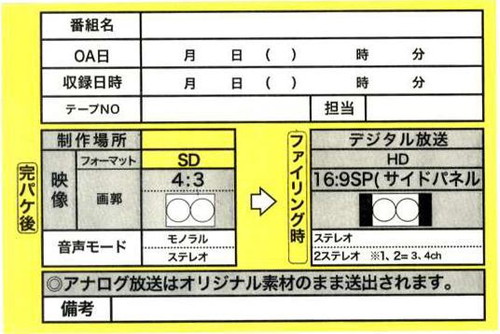 番組名
OA日 月 日 ( ) 時 分
収録日時 月 日 ( ) 時 分
テープNO 担当
完パケ後
制作場所
映像
フォーマット SD
画郭 4:3
音声モード モノラル
ステレオ
ファイリング時
デジタル放送
HD
16:9SP(サイドパネル
ステレオ
2ステレオ ※1、2=3、4ch
◎アナログ放送はオリジナル素材のまま送出されます。
備考